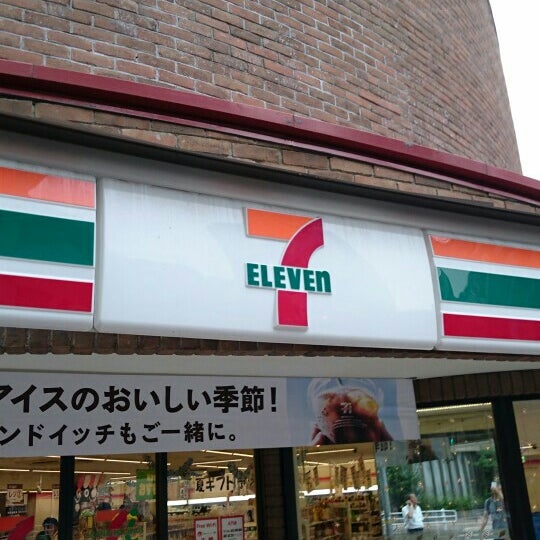 7
ELEVEn
アイスのおいしい季節!
ンドイッチもご一緒に。
夏ギフト